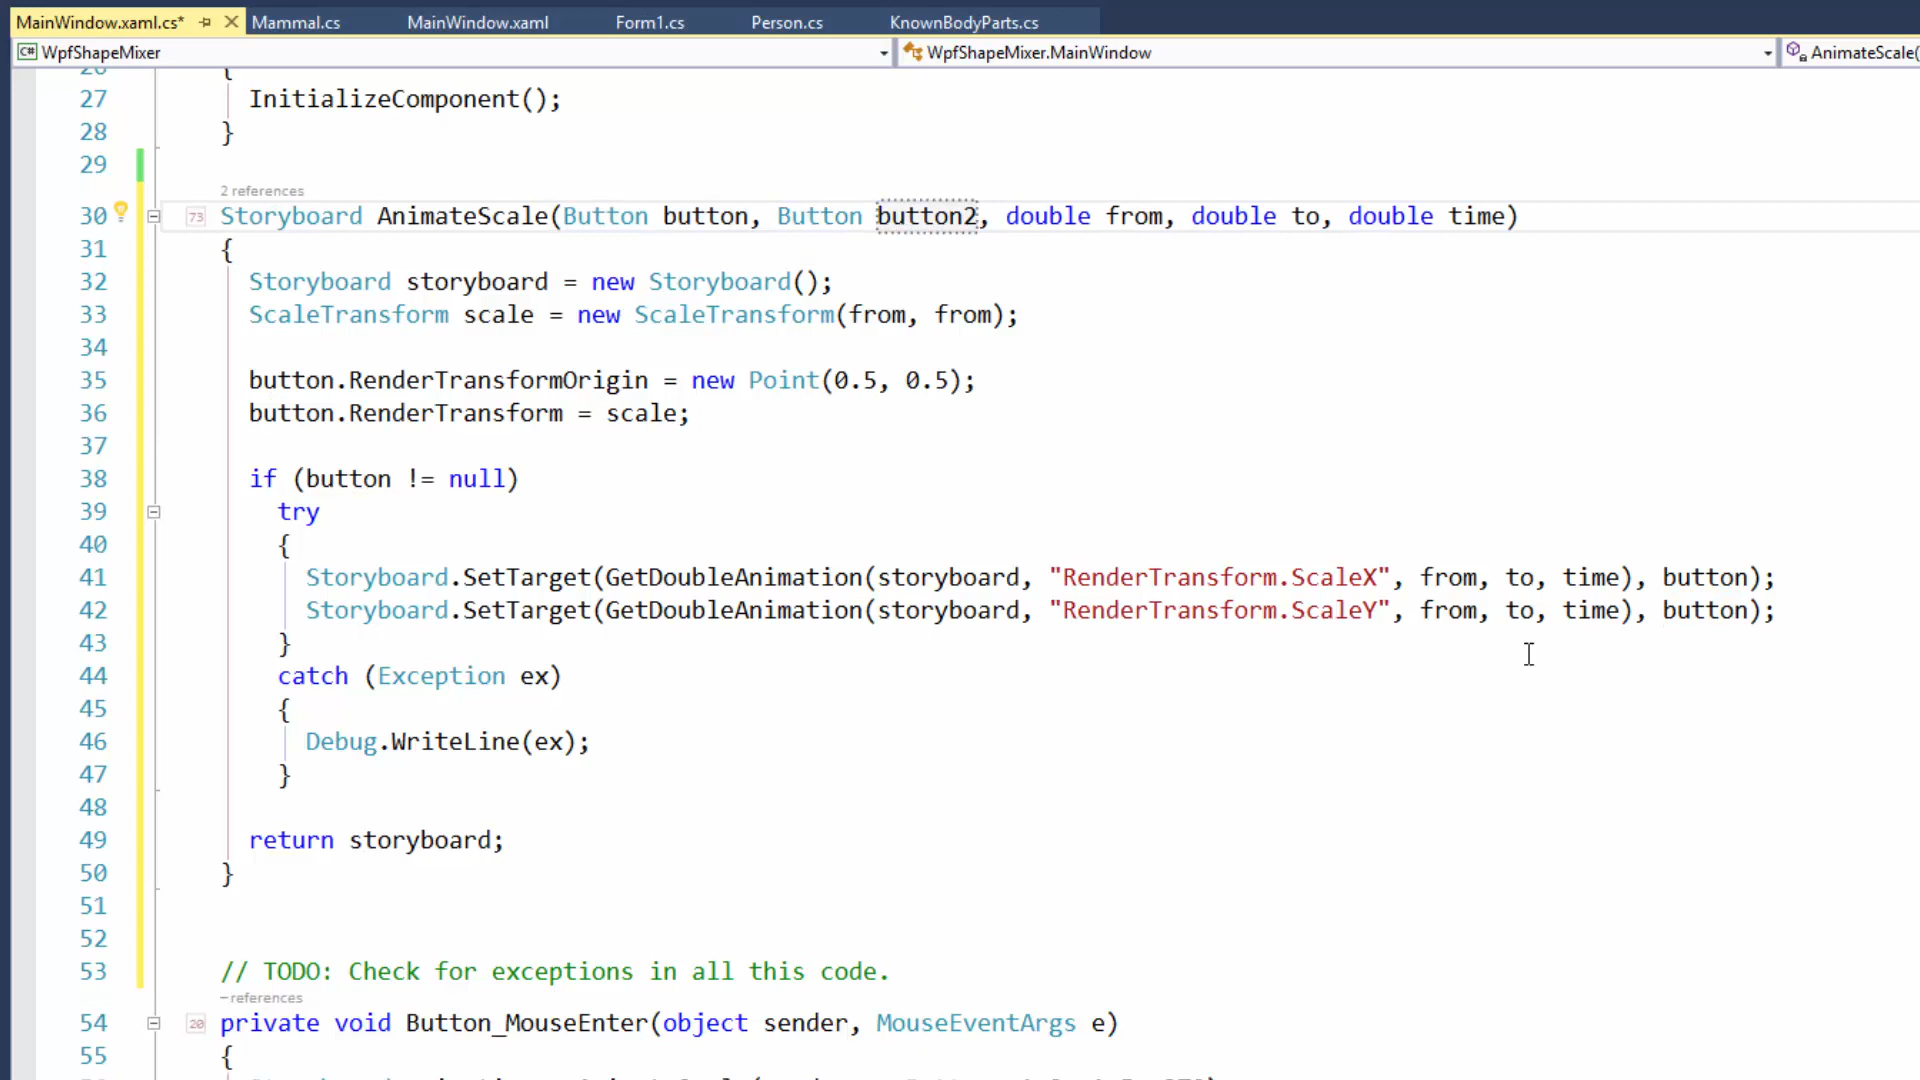 MainWindow.xaml.cs* Mammal.cs MainWindow.xaml Form1.cs Person.cs KnownBodyParts.cs
C# WpfShapeMixer WpfShapeMixer.MainWindow AnimateScale(
26 {
27 InitializeComponent();
28 }
29
2 references
30 73 Storyboard AnimateScale(Button button, Button button2, double from, double to, double time)
31 {
32 Storyboard storyboard = new Storyboard();
33 ScaleTransform scale = new ScaleTransform(from, from);
34
35 button.RenderTransformOrigin = new Point(0.5, 0.5);
36 button.RenderTransform = scale;
37
38 if (button != null)
39 try
40 {
41 Storyboard.SetTarget(GetDoubleAnimation(storyboard, "RenderTransform.ScaleX", from, to, time), button);
42 Storyboard.SetTarget(GetDoubleAnimation(storyboard, "RenderTransform.ScaleY", from, to, time), button);
43 }
44 catch (Exception ex)
45 {
46 Debug.WriteLine(ex);
47 }
48
49 return storyboard;
50 }
51
52
53 // TODO: Check for exceptions in all this code.
– references
54 20 private void Button_MouseEnter(object sender, MouseEventArgs e)
55 {